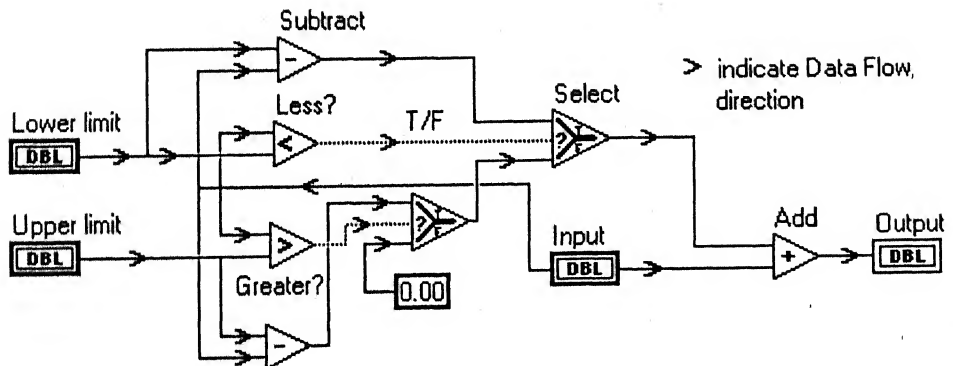 Subtract
> indicate Data Flow,
direction
Select
Less?
T/F
Lower limit
DBL
Upper limit
DBL
Greater?
0.00
Input
DBL
Add
Output
DBL